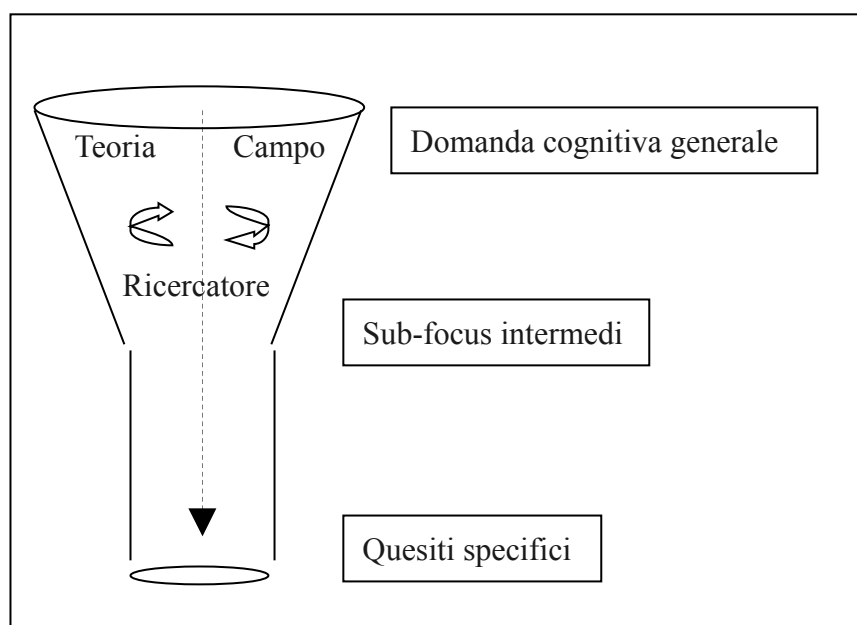 Teoria
Campo
Domanda cognitiva generale
Ricercatore
Sub-focus intermedi
Quesiti specifici